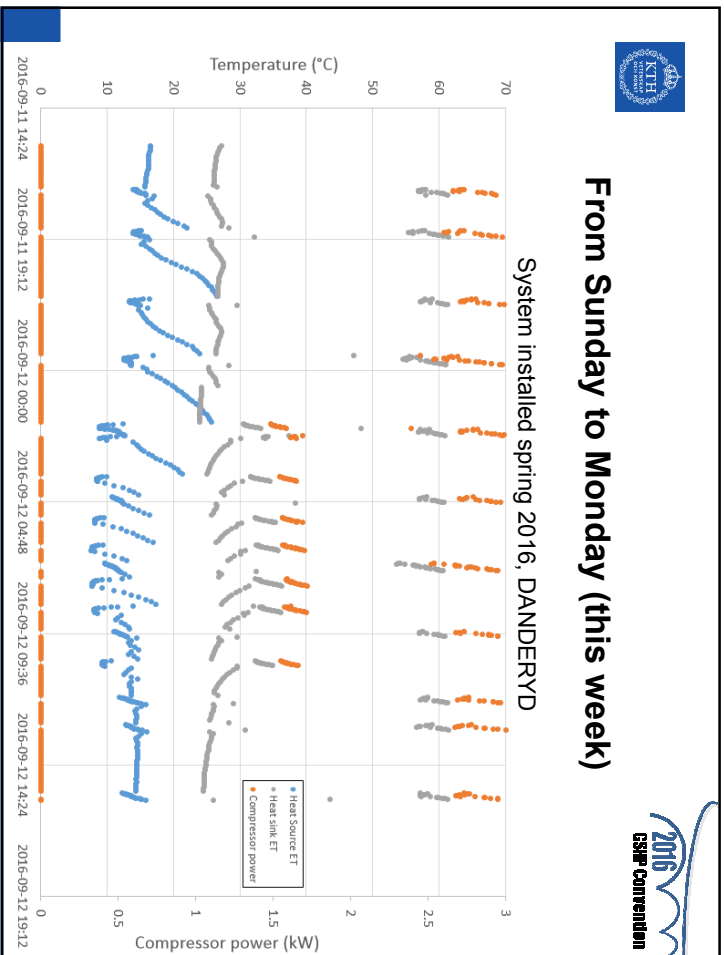 KTH
VETENSKAP
OCH KONST
From Sunday to Monday (this week)
2016
GSHP Convention
System installed spring 2016, DANDERYD
Temperature (°C)
70
60
50
40
30
20
10
0
Compressor power (kW)
3
2.5
2
1.5
1
0.5
0
Heat Source ET
Heat sink ET
Compressor power
2016-09-11 14:24
2016-09-11 19:12
2016-09-12 00:00
2016-09-12 04:48
2016-09-12 09:36
2016-09-12 14:24
2016-09-12 19:12